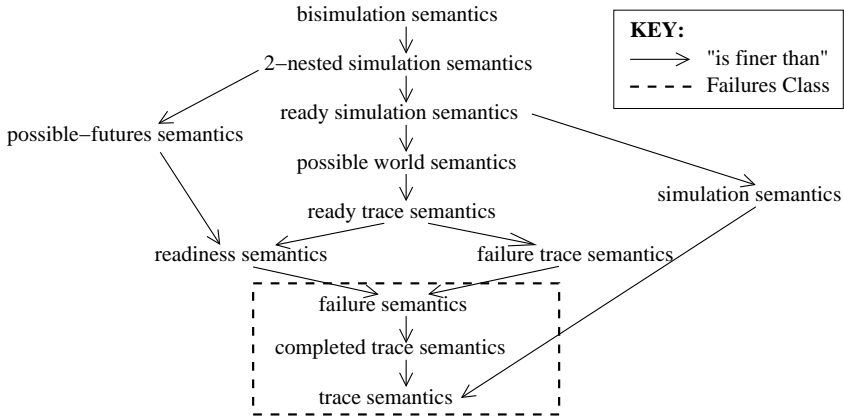 bisimulation semantics
KEY:
"is finer than"
Failures Class
2−nested simulation semantics
ready simulation semantics
possible−futures semantics
possible world semantics
simulation semantics
ready trace semantics
readiness semantics
failure trace semantics
failure semantics
completed trace semantics
trace semantics